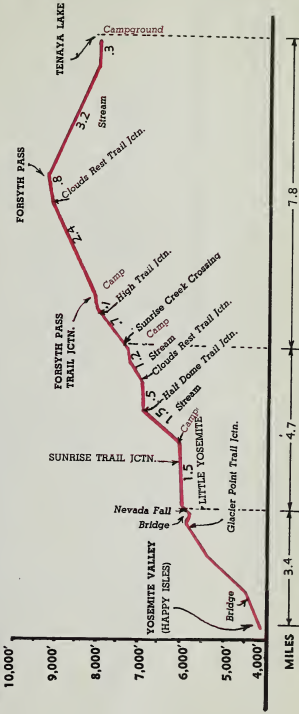 10,000'
9,000'
8,000'
7,000'
6,000'
5,000'
4,000'
MILES
YOSEMITE VALLEY
(HAPPY ISLES)
Bridge
3.4
Bridge
Nevada Fall
Glacier Point Trail Jctn.
LITTLE YOSEMITE
SUNRISE TRAIL JCTN.
1.5
Camp
4.7
1.5
Stream
Half Dome Trail Jctn.
.5
Clouds Rest Trail Jctn.
1.2
Stream
Camp
Sunrise Creek Crossing
.7
High Trail Jctn.
.1
FORSYTH PASS
TRAIL JCTN.
Camp
2.4
Clouds Rest Trail Jctn.
.8
FORSYTH PASS
3.2
Stream
7.8
.3
TENAYA LAKE
Campground